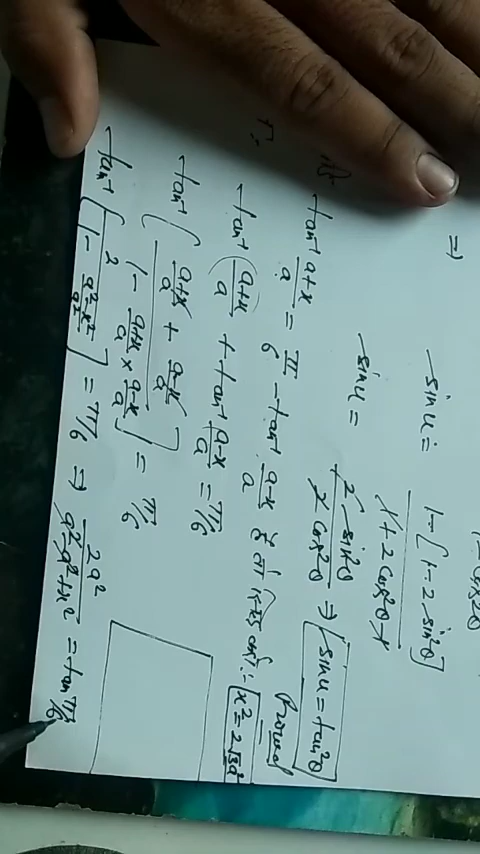 ⇒
sin u = 1-[1-2 sin²θ] / 1+2 cos²θ-1
sin u = 2 sin²θ / 2 cos²θ ⇒ [sin u = tan²θ]
Proved
tan⁻¹ a+x/a = π/6 - tan⁻¹ a-x/a है तो सिद्ध करो: x² = 2√3a²
tan⁻¹ (a+x/a) + tan⁻¹ a-x/a = π/6
tan⁻¹ ( a+x/a + a-x/a / 1 - a+x/a × a-x/a ] = π/6
tan⁻¹ [ 2 / 1 - a²-x²/a² ] = π/6 ⇒ 2a² / a²-a²+x² = tan π/6